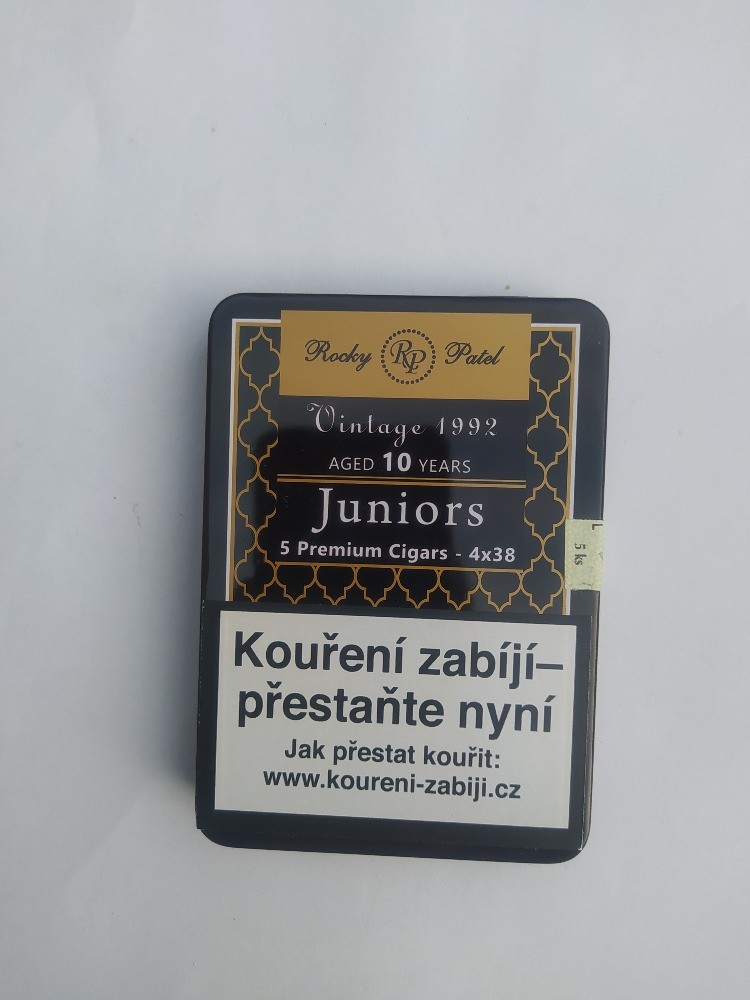 Rocky RP Patel
Vintage 1992
AGED 10 YEARS
Juniors
5 Premium Cigars - 4x38
L
5 ks
Kouření zabíjí–
přestaňte nyní
Jak přestat kouřit:
www.koureni-zabiji.cz